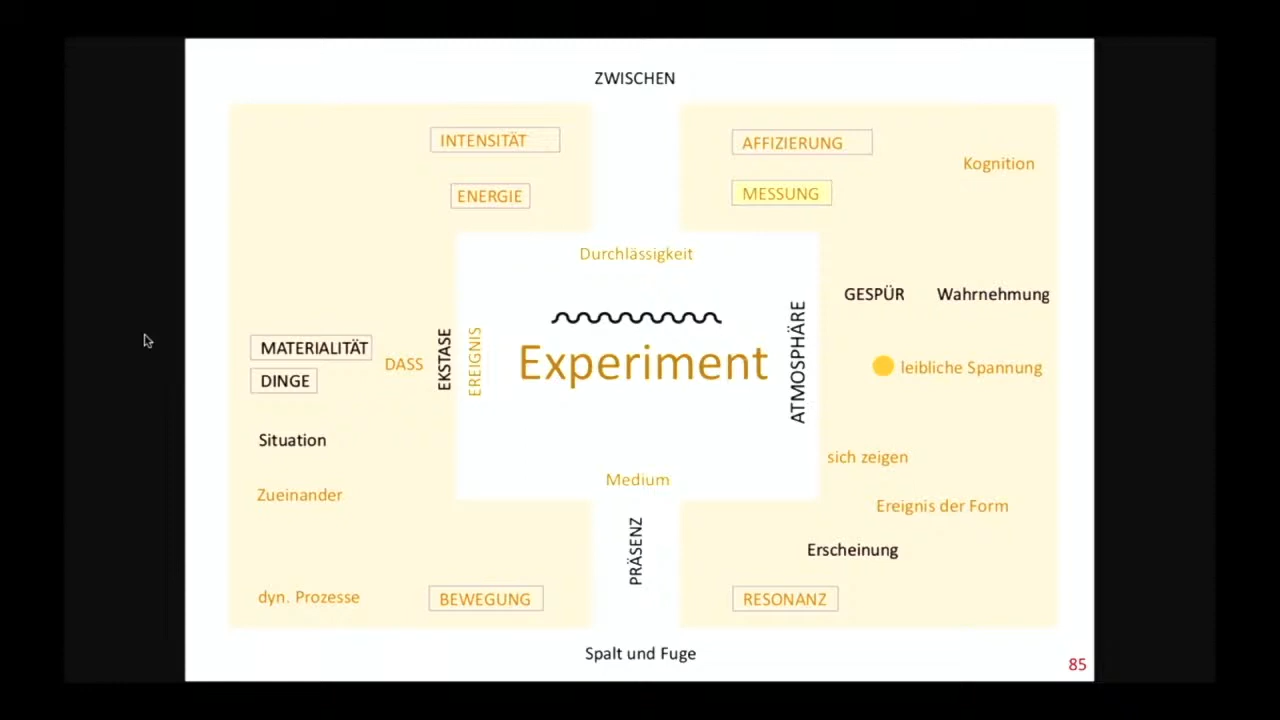 ZWISCHEN
INTENSITÄT
ENERGIE
AFFIZIERUNG
Kognition
MESSUNG
Durchlässigkeit
GESPÜR
Wahrnehmung
MATERIALITÄT
DINGE
DASS
EKSTASE
EREIGNIS
Experiment
ATMOSPHÄRE
leibliche Spannung
Situation
Zueinander
sich zeigen
Medium
Ereignis der Form
PRÄSENZ
Erscheinung
dyn. Prozesse
BEWEGUNG
RESONANZ
Spalt und Fuge
85